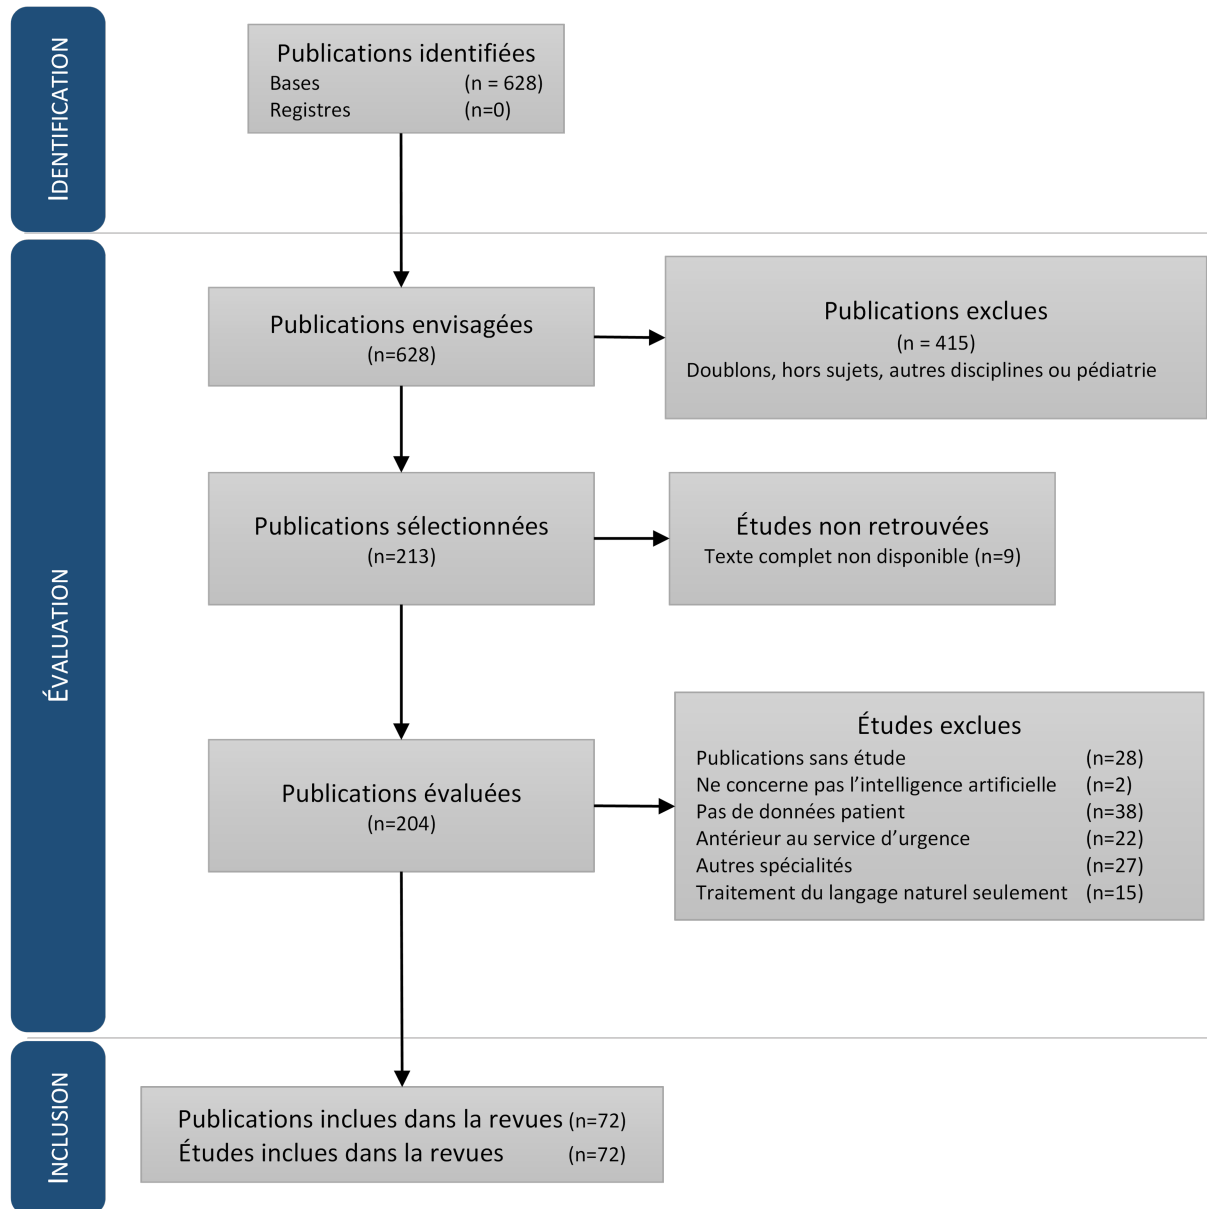 IDENTIFICATION
Publications identifiées
Bases (n = 628)
Registres (n=0)
ÉVALUATION
Publications envisagées
(n=628)
Publications exclues
(n = 415)
Doublons, hors sujets, autres disciplines ou pédiatrie
Publications sélectionnées
(n=213)
Études non retrouvées
Texte complet non disponible (n=9)
Publications évaluées
(n=204)
Études exclues
Publications sans étude (n=28)
Ne concerne pas l’intelligence artificielle (n=2)
Pas de données patient (n=38)
Antérieur au service d’urgence (n=22)
Autres spécialités (n=27)
Traitement du langage naturel seulement (n=15)
INCLUSION
Publications inclues dans la revues (n=72)
Études inclues dans la revues (n=72)